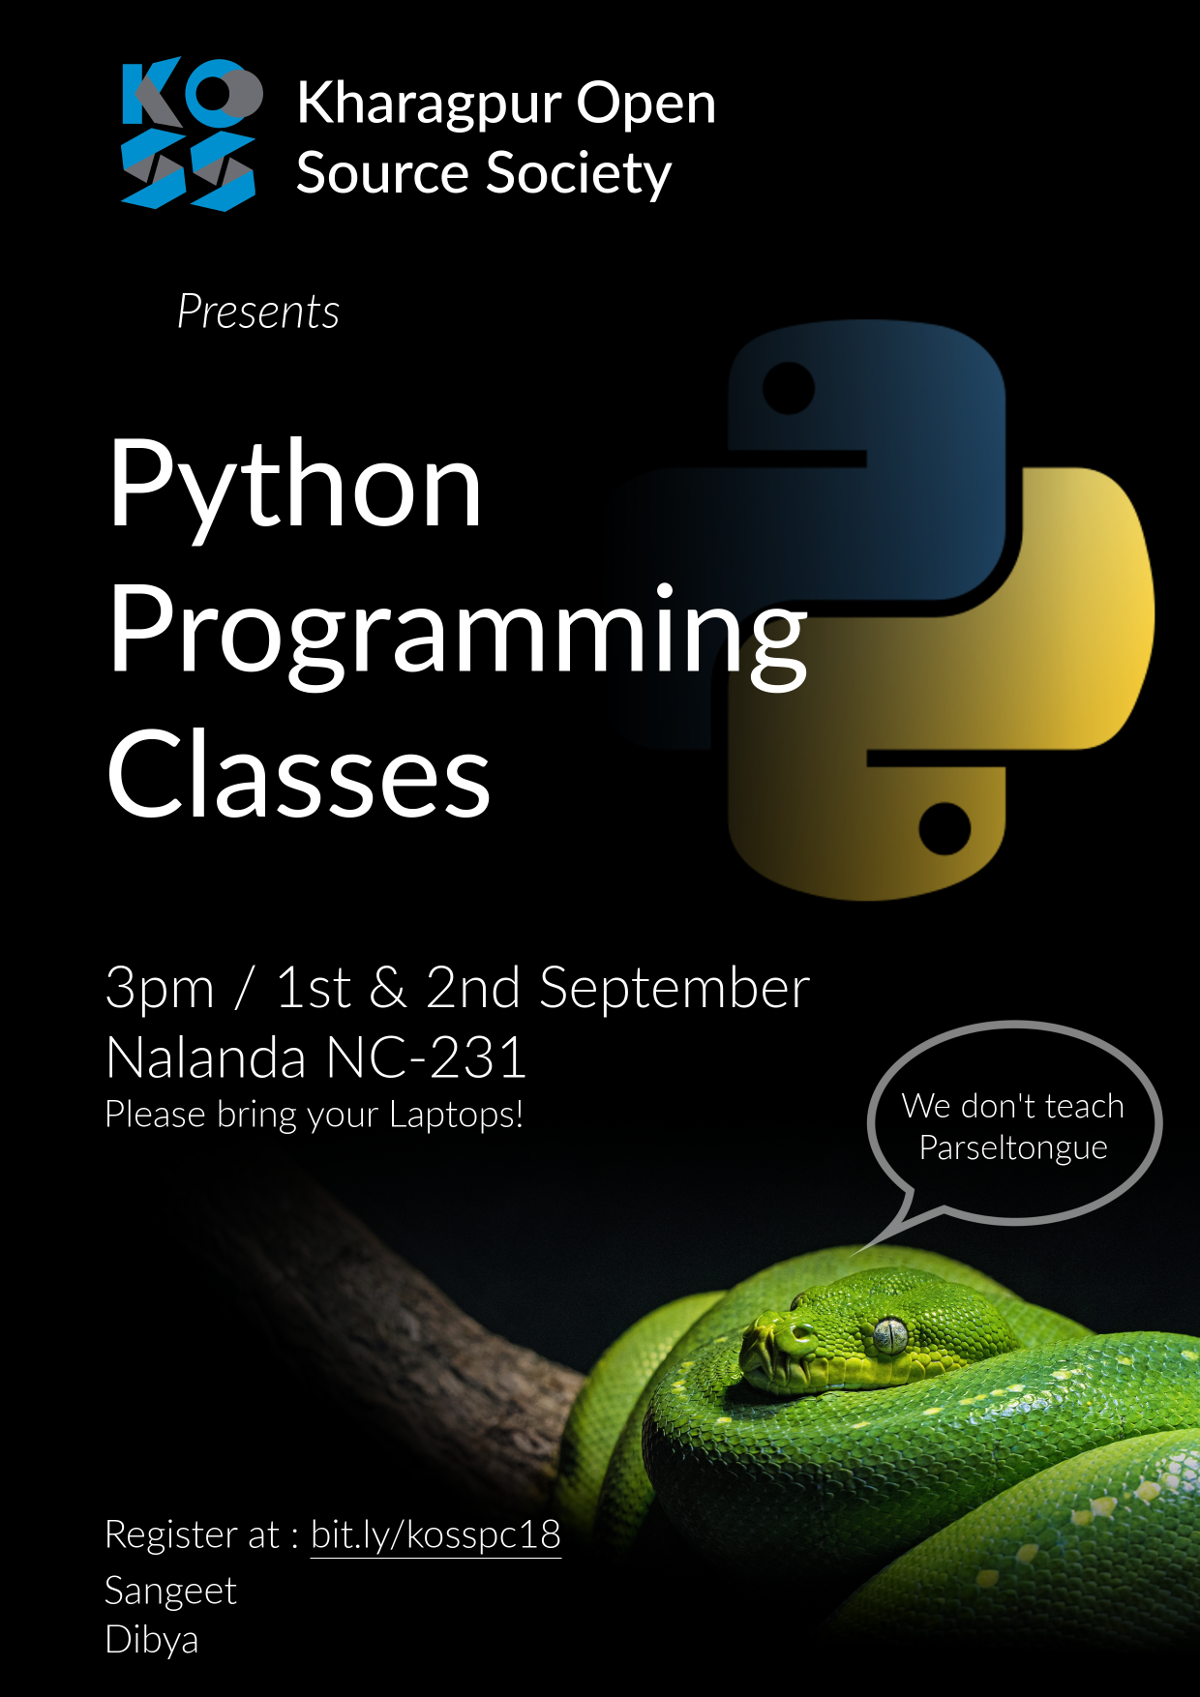 KO
SS
Kharagpur Open
Source Society
Presents
Python
Programming
Classes
3pm / 1st & 2nd September
Nalanda NC-231
Please bring your Laptops!
We don't teach
Parseltongue
Register at : bit.ly/kosspc18
Sangeet
Dibya